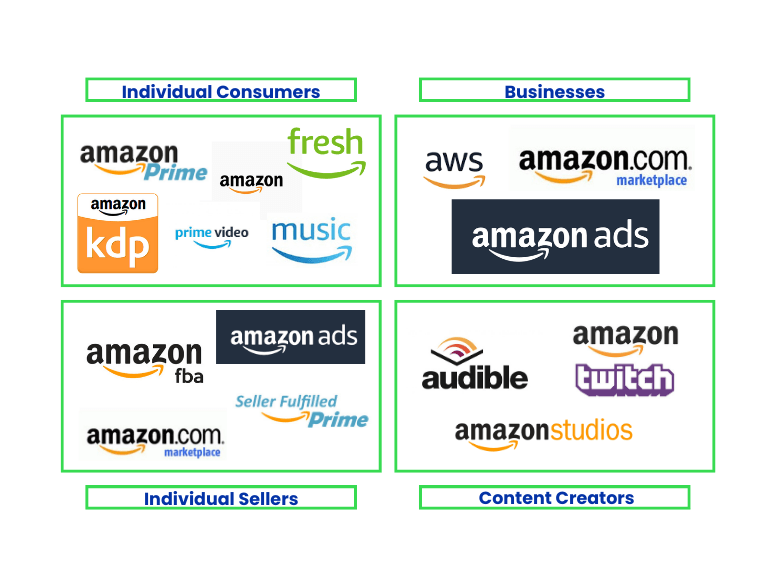 Individual Consumers
Businesses
amazon
Prime
amazon
fresh
amazon
kdp
prime video
music
aws
amazon.com.
marketplace
amazon ads
amazon
fba
amazon ads
Seller Fulfilled
Prime
amazon.com.
marketplace
audible
amazon
twitch
amazonstudios
Individual Sellers
Content Creators